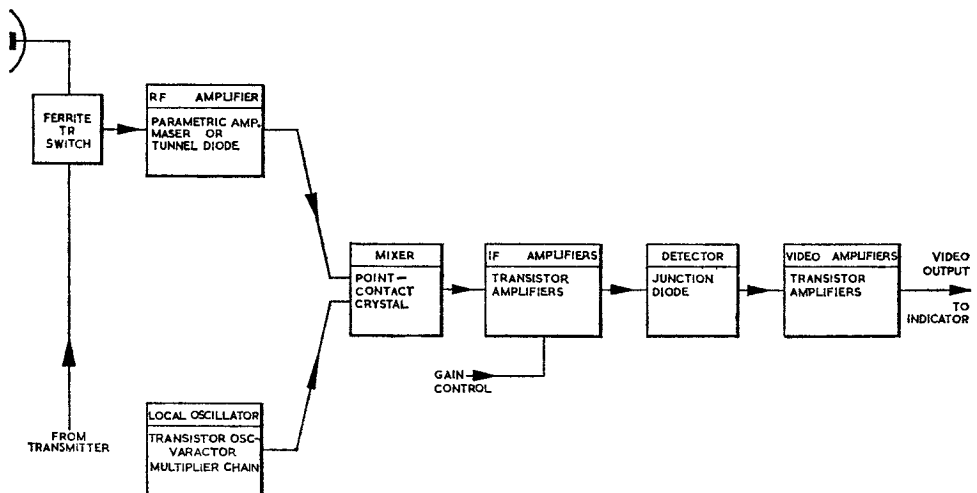 FERRITE
TR
SWITCH
RF AMPLIFIER
PARAMETRIC AMP.
MASER OR
TUNNEL DIODE
MIXER
POINT-
CONTACT
CRYSTAL
IF AMPLIFIERS
TRANSISTOR
AMPLIFIERS
DETECTOR
JUNCTION
DIODE
VIDEO AMPLIFIERS
TRANSISTOR
AMPLIFIERS
VIDEO
OUTPUT
TO
INDICATOR
GAIN
CONTROL
LOCAL OSCILLATOR
TRANSISTOR OSC-
VARACTOR
MULTIPLIER CHAIN
FROM
TRANSMITTER